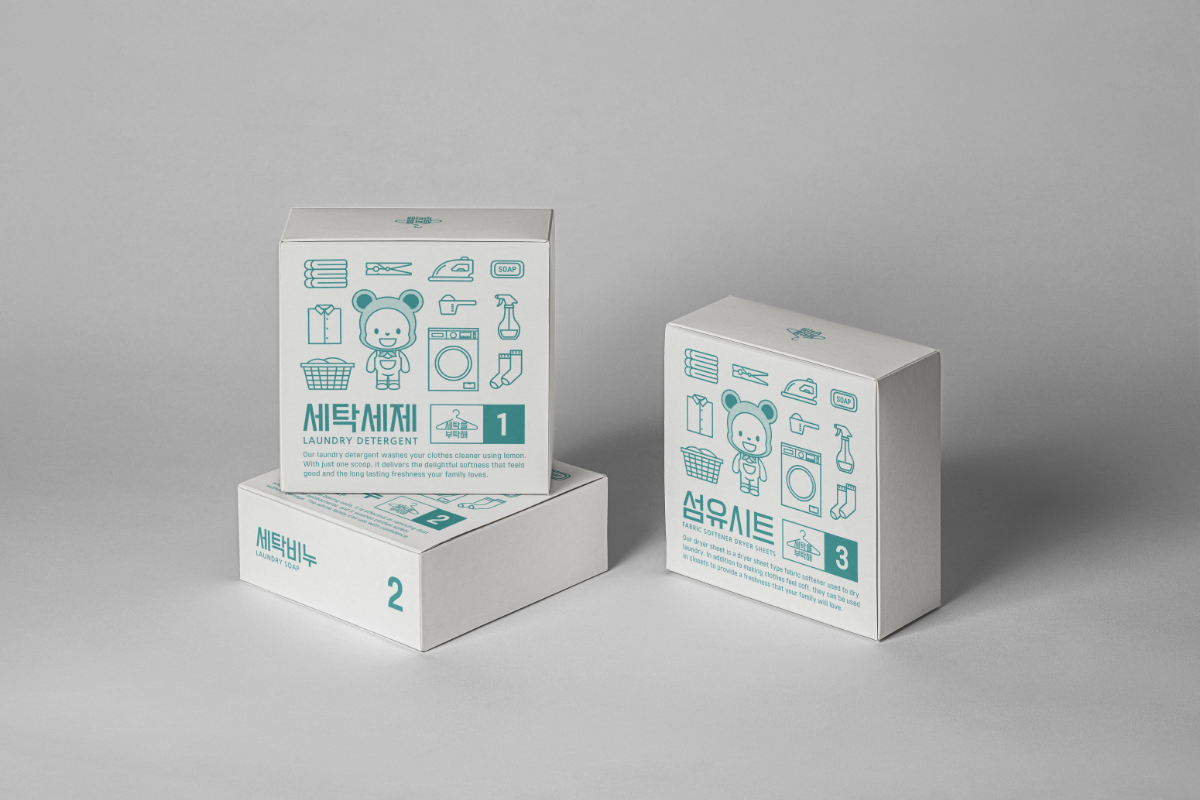 SOAP
세탁세제
LAUNDRY DETERGENT
세탁을
부탁해
1
Our laundry detergent washes your clothes cleaner using lemon.
With just one scoop, it delivers the delightful softness that feels
good and the long lasting freshness your family loves.
2
세탁비누
LAUNDRY SOAP
2
SOAP
섬유시트
FABRIC SOFTENER DRYER SHEETS
세탁을
부탁해
3
Our dryer sheet is a dryer sheet type fabric softener used to dry
laundry. In addition to making clothes feel soft, they can be used
in sheets to provide a freshness that your family will love.